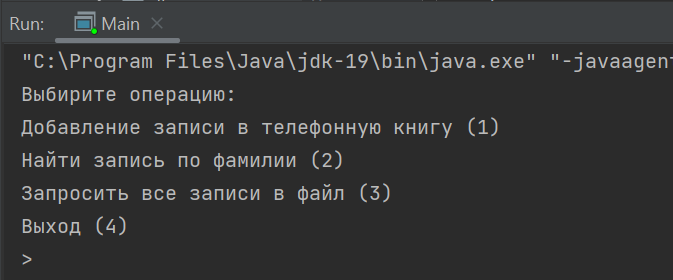 Run: Main
"C:\Program Files\Java\jdk-19\bin\java.exe" "-javaagent
Выбирите операцию:
Добавление записи в телефонную книгу (1)
Найти запись по фамилии (2)
Запросить все записи в файл (3)
Выход (4)
>